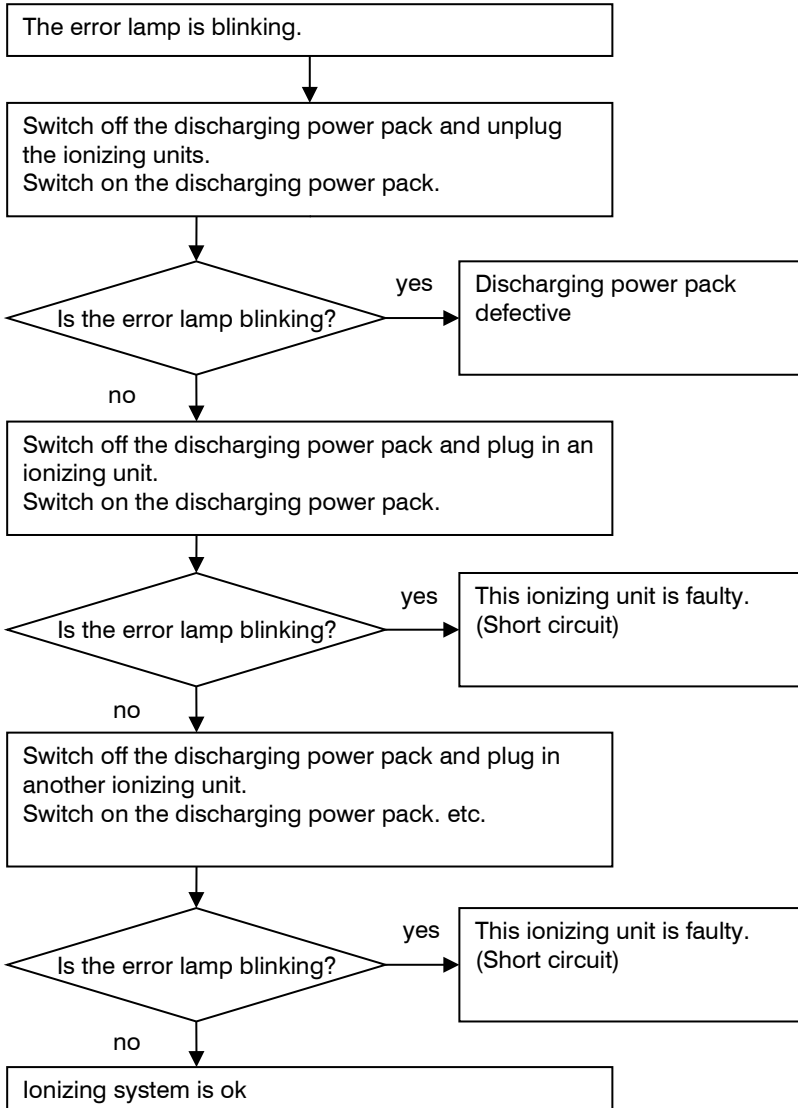 The error lamp is blinking.
Switch off the discharging power pack and unplug
the ionizing units.
Switch on the discharging power pack.
Is the error lamp blinking?
yes
Discharging power pack
defective
no
Switch off the discharging power pack and plug in an
ionizing unit.
Switch on the discharging power pack.
Is the error lamp blinking?
yes
This ionizing unit is faulty.
(Short circuit)
no
Switch off the discharging power pack and plug in
another ionizing unit.
Switch on the discharging power pack. etc.
Is the error lamp blinking?
yes
This ionizing unit is faulty.
(Short circuit)
no
Ionizing system is ok